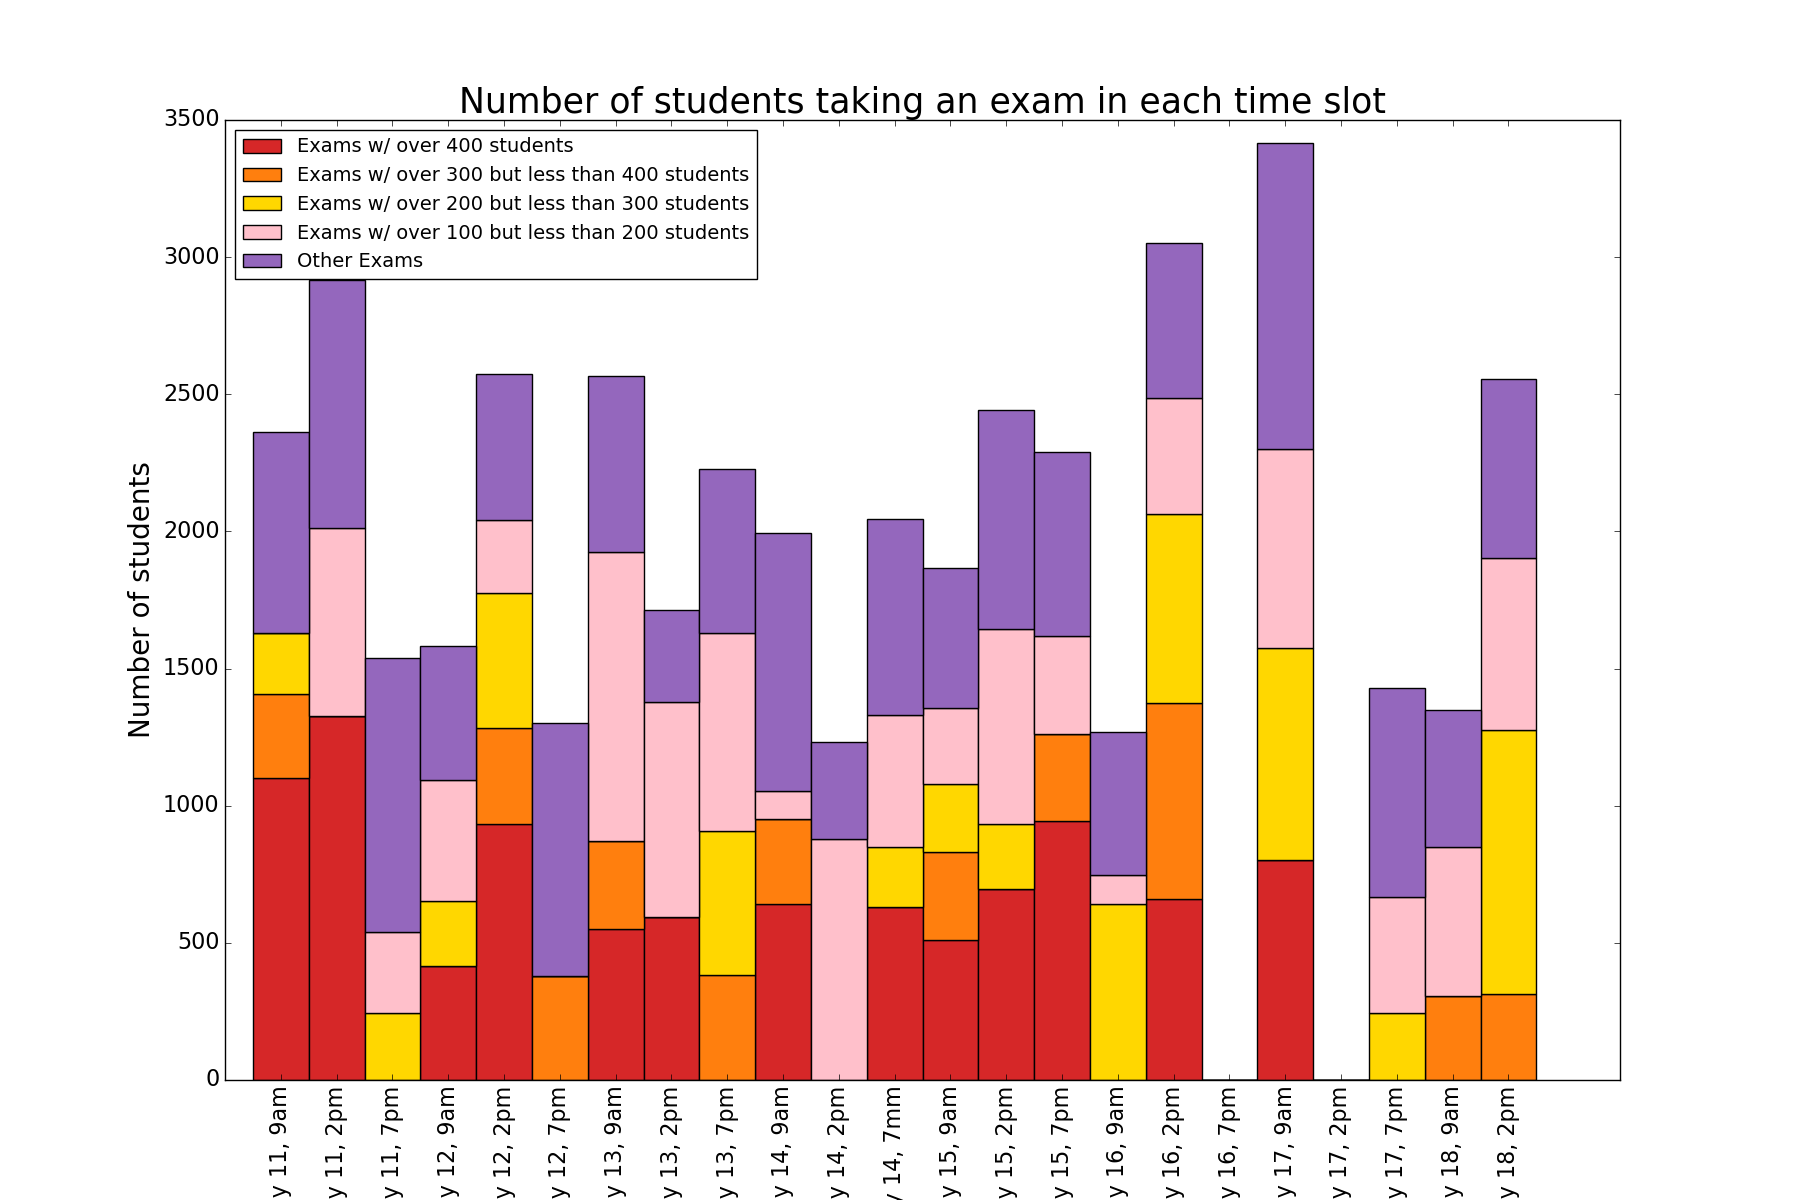 Number of students taking an exam in each time slot
Exams w/ over 400 students
Exams w/ over 300 but less than 400 students
Exams w/ over 200 but less than 300 students
Exams w/ over 100 but less than 200 students
Other Exams
Number of students
3500
3000
2500
2000
1500
1000
500
0
y 11, 9am
y 11, 2pm
y 11, 7pm
y 12, 9am
y 12, 2pm
y 12, 7pm
y 13, 9am
y 13, 2pm
y 13, 7pm
y 14, 9am
y 14, 2pm
y 14, 7mm
y 15, 9am
y 15, 2pm
y 15, 7pm
y 16, 9am
y 16, 2pm
y 16, 7pm
y 17, 9am
y 17, 2pm
y 17, 7pm
y 18, 9am
y 18, 2pm